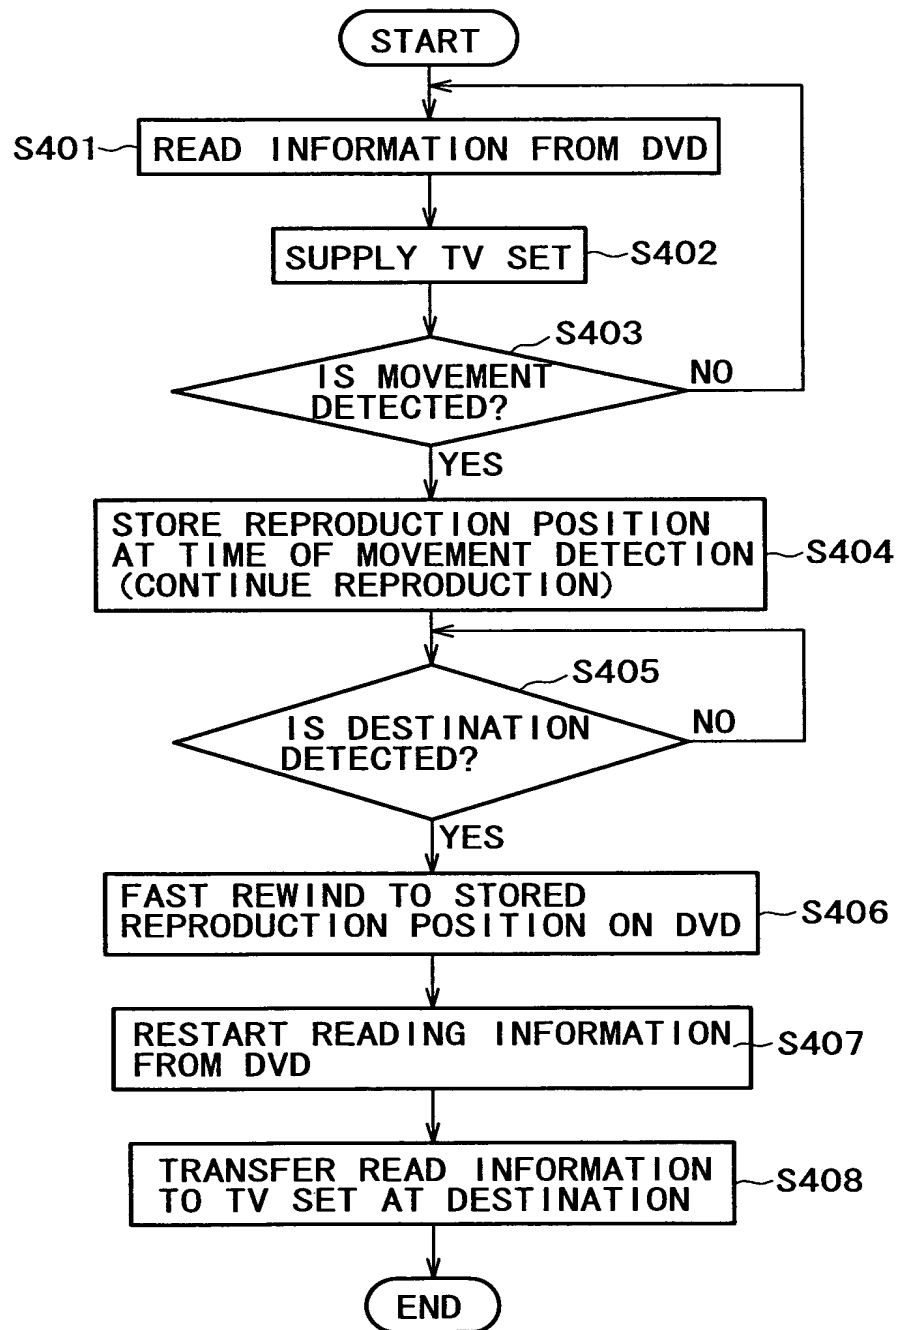 START
S401
READ INFORMATION FROM DVD
SUPPLY TV SET
S402
S403
IS MOVEMENT
DETECTED?
NO
YES
STORE REPRODUCTION POSITION
AT TIME OF MOVEMENT DETECTION
(CONTINUE REPRODUCTION)
S404
S405
IS DESTINATION
DETECTED?
NO
YES
FAST REWIND TO STORED
REPRODUCTION POSITION ON DVD
S406
RESTART READING INFORMATION
FROM DVD
S407
TRANSFER READ INFORMATION
TO TV SET AT DESTINATION
S408
END